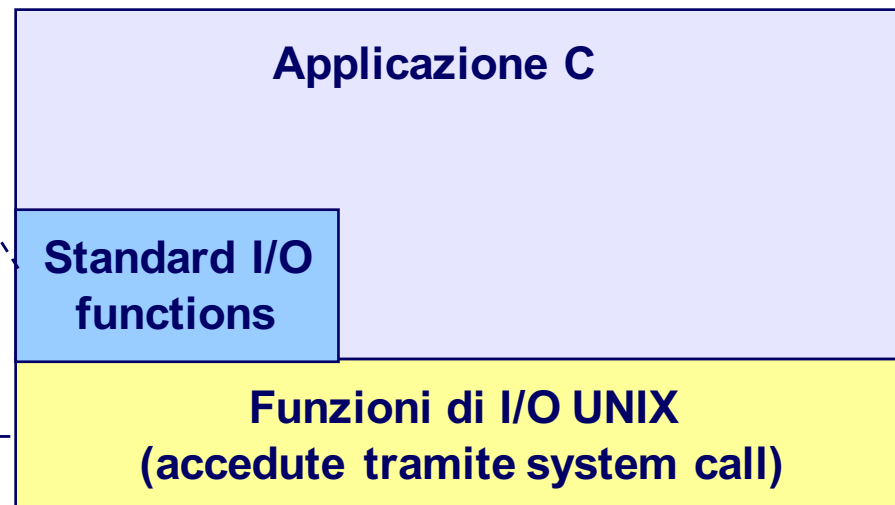 Applicazione C
Standard I/O
functions
Funzioni di I/O UNIX
(accedute tramite system call)